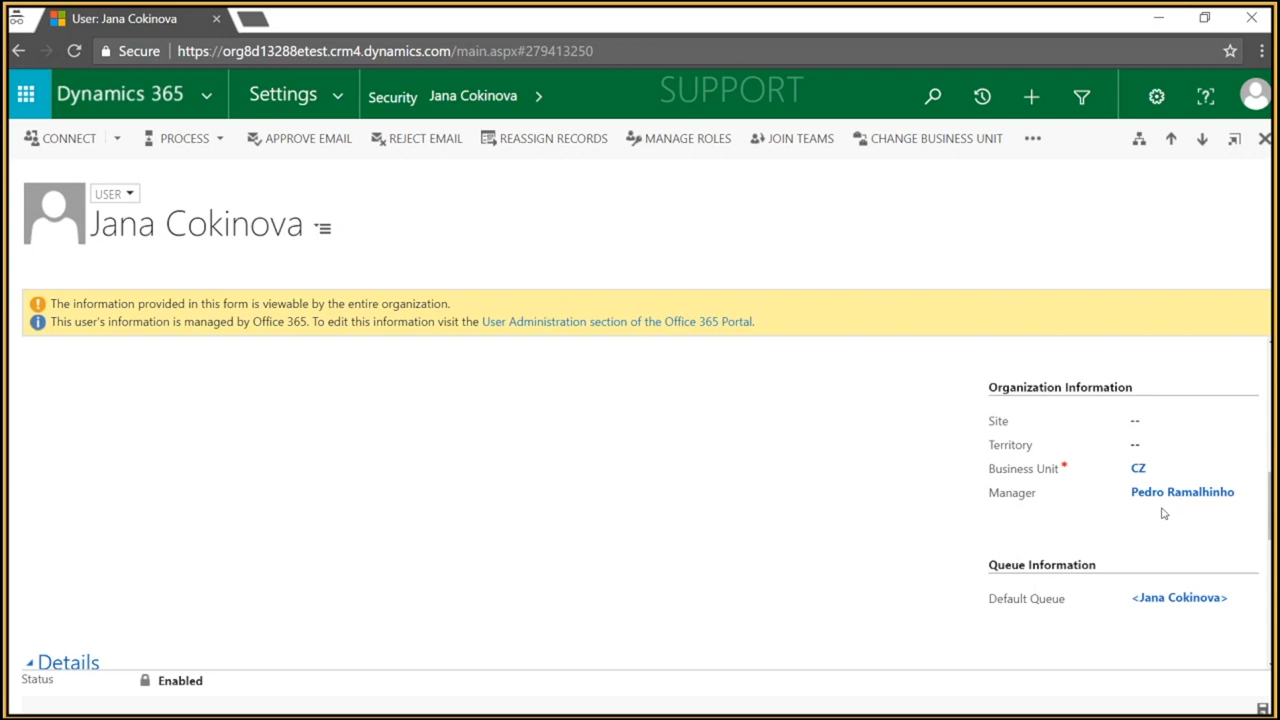 User: Jana Cokinova
Secure https://org8d13288etest.crm4.dynamics.com/main.aspx#279413250
Dynamics 365 Settings Security Jana Cokinova SUPPORT
CONNECT PROCESS APPROVE EMAIL REJECT EMAIL REASSIGN RECORDS MANAGE ROLES JOIN TEAMS CHANGE BUSINESS UNIT
USER
Jana Cokinova
The information provided in this form is viewable by the entire organization.
This user's information is managed by Office 365. To edit this information visit the User Administration section of the Office 365 Portal.
Organization Information
Site --
Territory --
Business Unit * CZ
Manager Pedro Ramalhinho
Queue Information
Default Queue <Jana Cokinova>
Details
Status Enabled